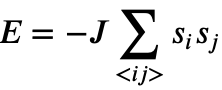 E = −J ∑_{<ij>} s_i s_j